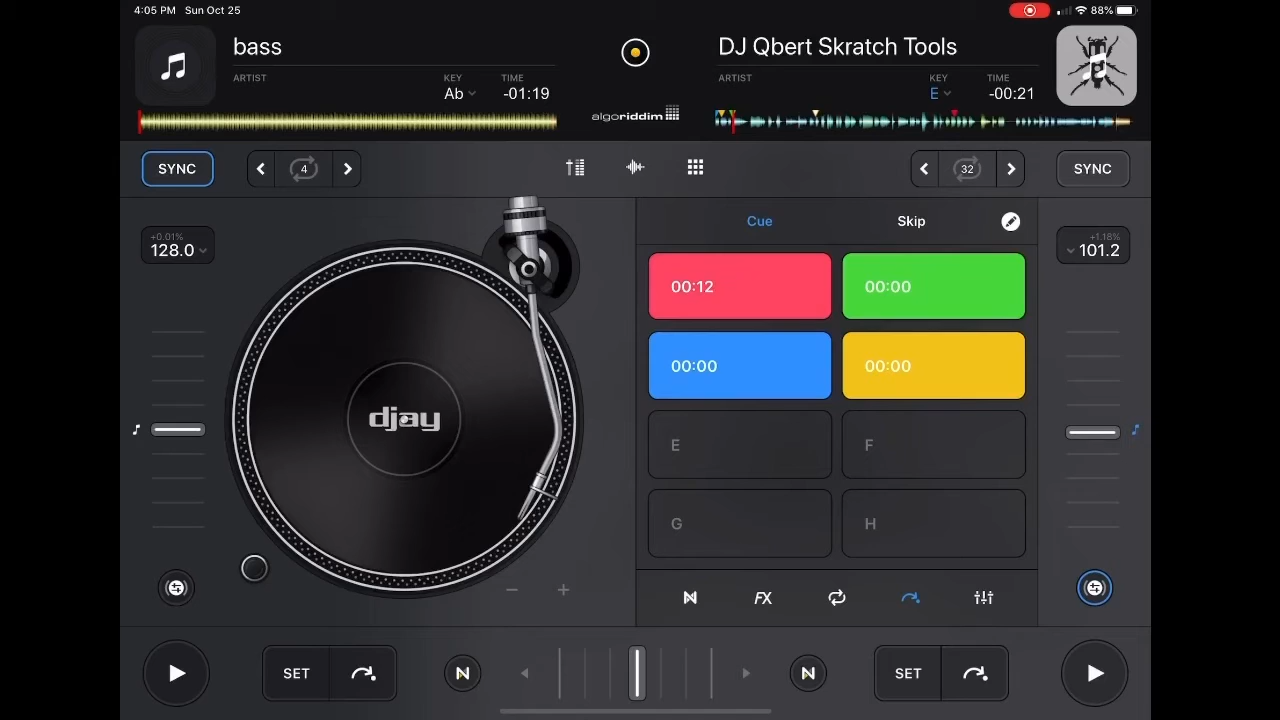 4:05 PM Sun Oct 25
88%
bass
ARTIST
KEY
TIME
Ab
-01:19
algoriddim
DJ Qbert Skratch Tools
ARTIST
KEY
TIME
E
-00:21
SYNC
4
32
SYNC
+0.01%
128.0
Cue
Skip
+1.18%
101.2
00:12
00:00
00:00
00:00
E
F
G
H
djay
FX
SET
SET